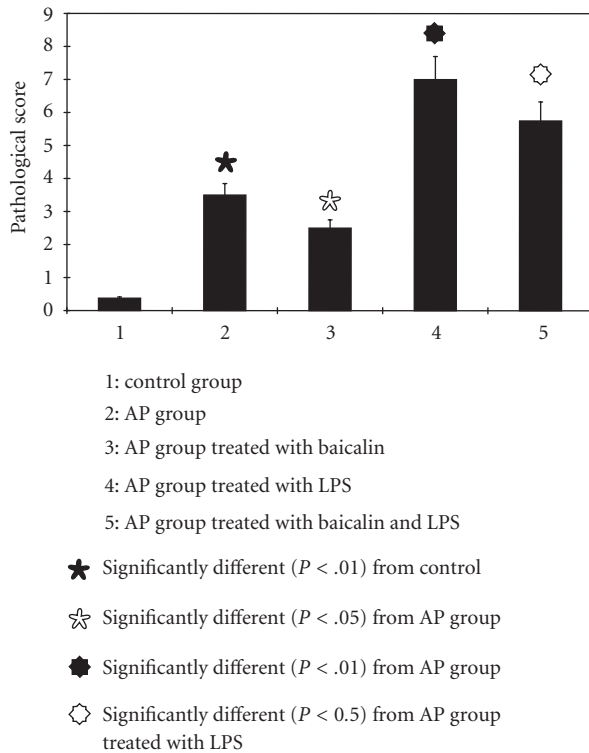 9
8
7
6
5
4
3
2
1
0
Pathological score
1 2 3 4 5
1: control group
2: AP group
3: AP group treated with baicalin
4: AP group treated with LPS
5: AP group treated with baicalin and LPS
Significantly different (P < .01) from control
Significantly different (P < .05) from AP group
Significantly different (P < .01) from AP group
Significantly different (P < 0.5) from AP group
treated with LPS